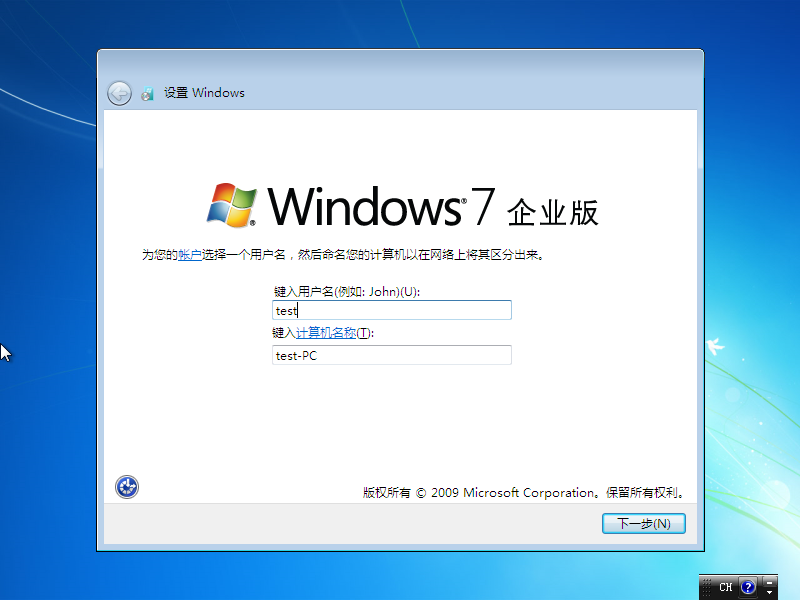 设置 Windows
Windows® 7 企业版
为您的帐户选择一个用户名，然后命名您的计算机以在网络上将其区分出来。
键入用户名(例如: John)(U):
test
键入计算机名称(T):
test-PC
版权所有 © 2009 Microsoft Corporation。保留所有权利。
下一步(N)
CH